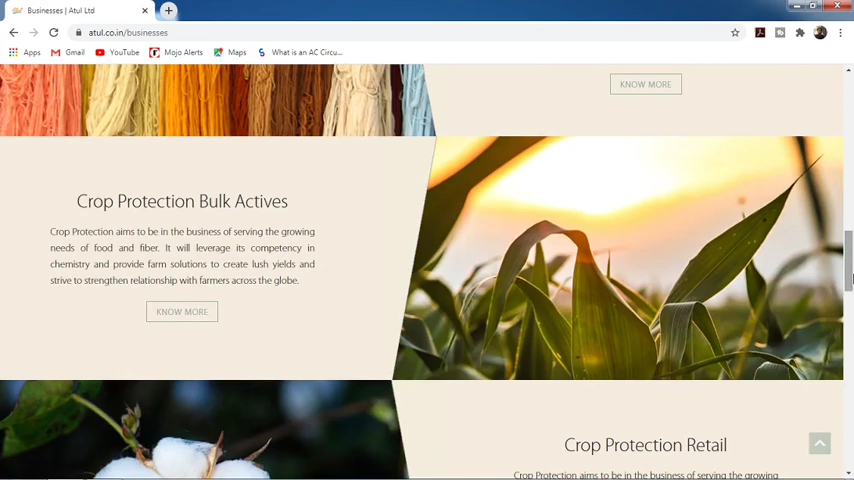 Businesses | Atul Ltd
atul.co.in/businesses
Apps Gmail YouTube Mojo Alerts Maps What is an AC Circu...
KNOW MORE
Crop Protection Bulk Actives
Crop Protection aims to be in the business of serving the growing
needs of food and fiber. It will leverage its competency in
chemistry and provide farm solutions to create lush yields and
strive to strengthen relationship with farmers across the globe.
KNOW MORE
Crop Protection Retail
Crop Protection aims to be in the business of serving the growing